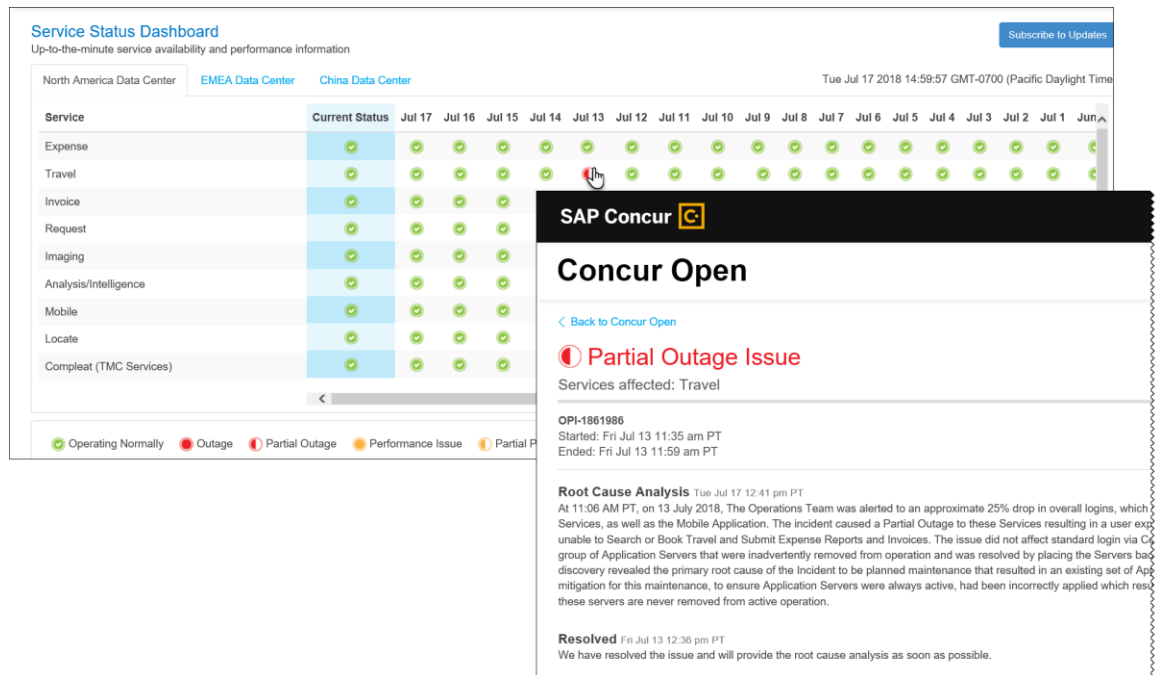 Service Status Dashboard
Up-to-the-minute service availability and performance information
Subscribe to Updates
North America Data Center EMEA Data Center China Data Center Tue Jul 17 2018 14:59:57 GMT-0700 (Pacific Daylight Time
Service Current Status Jul 17 Jul 16 Jul 15 Jul 14 Jul 13 Jul 12 Jul 11 Jul 10 Jul 9 Jul 8 Jul 7 Jul 6 Jul 5 Jul 4 Jul 3 Jul 2 Jul 1 Jun
Expense
Travel
Invoice
Request
Imaging
Analysis/Intelligence
Mobile
Locate
Compleat (TMC Services)
Operating Normally Outage Partial Outage Performance Issue Partial P
SAP Concur C
Concur Open
Back to Concur Open
Partial Outage Issue
Services affected: Travel
OPI-1861986
Started: Fri Jul 13 11:35 am PT
Ended: Fri Jul 13 11:59 am PT
Root Cause Analysis Tue Jul 17 12:41 pm PT
At 11:06 AM PT, on 13 July 2018, The Operations Team was alerted to an approximate 25% drop in overall logins, which
Services, as well as the Mobile Application. The incident caused a Partial Outage to these Services resulting in a user exp
unable to Search or Book Travel and Submit Expense Reports and Invoices. The issue did not affect standard login via Co
group of Application Servers that were inadvertently removed from operation and was resolved by placing the Servers bac
discovery revealed the primary root cause of the Incident to be planned maintenance that resulted in an existing set of App
mitigation for this maintenance, to ensure Application Servers were always active, had been incorrectly applied which resu
these servers are never removed from active operation.
Resolved Fri Jul 13 12:36 pm PT
We have resolved the issue and will provide the root cause analysis as soon as possible.